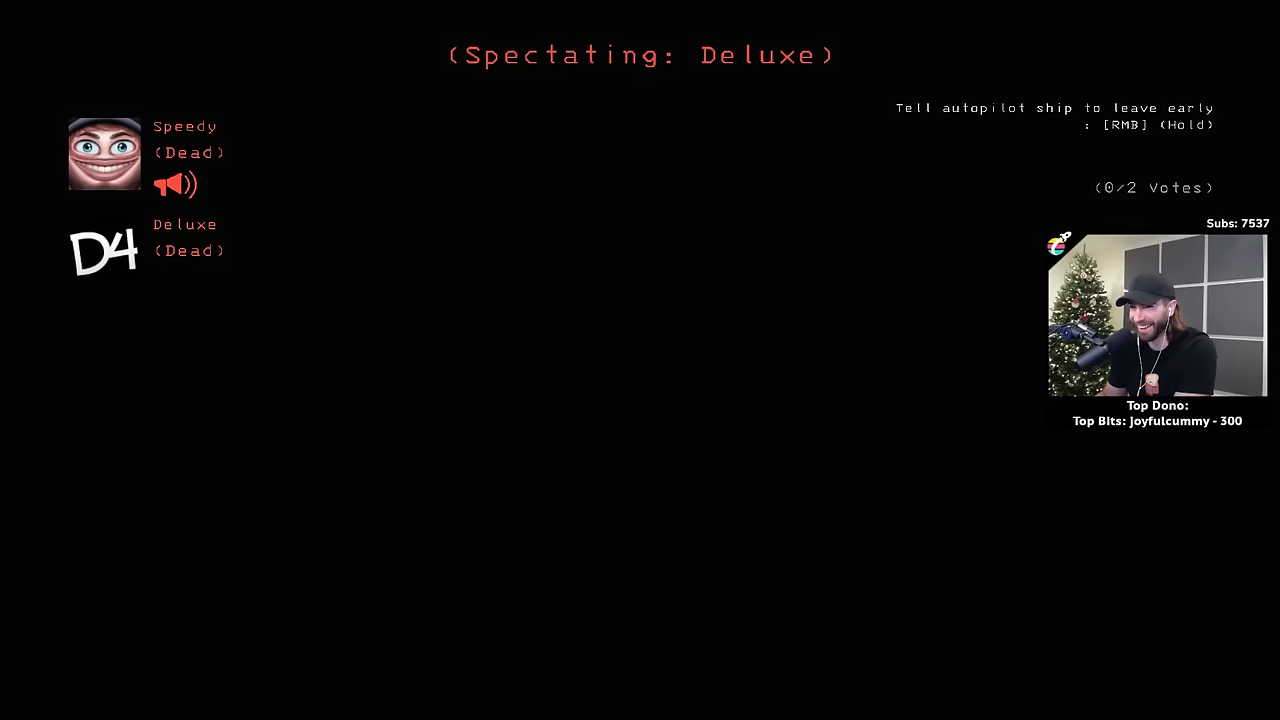 (Spectating: Deluxe)
Speedy
(Dead)
D4
Deluxe
(Dead)
Tell autopilot ship to leave early
: [RMB] (Hold)
(0/2 Votes)
Subs: 7537
Top Dono:
Top Bits: joyfulcummy - 300